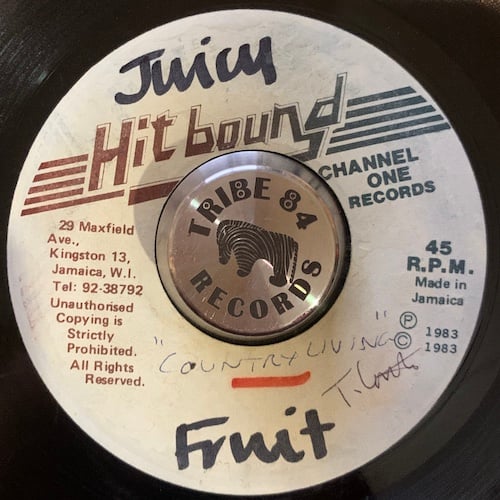 Juicy
Hit bound
CHANNEL
ONE
RECORDS
TRIBE 84
RECORDS
29 Maxfield
Ave.,
Kingston 13,
Jamaica, W.I.
Tel: 92-38792
Unauthorised
Copying is
Strictly
Prohibited.
All Rights
Reserved.
45
R.P.M.
Made in
Jamaica
Ⓟ 1983
© 1983
"COUNTRY LIVING"
Fruit